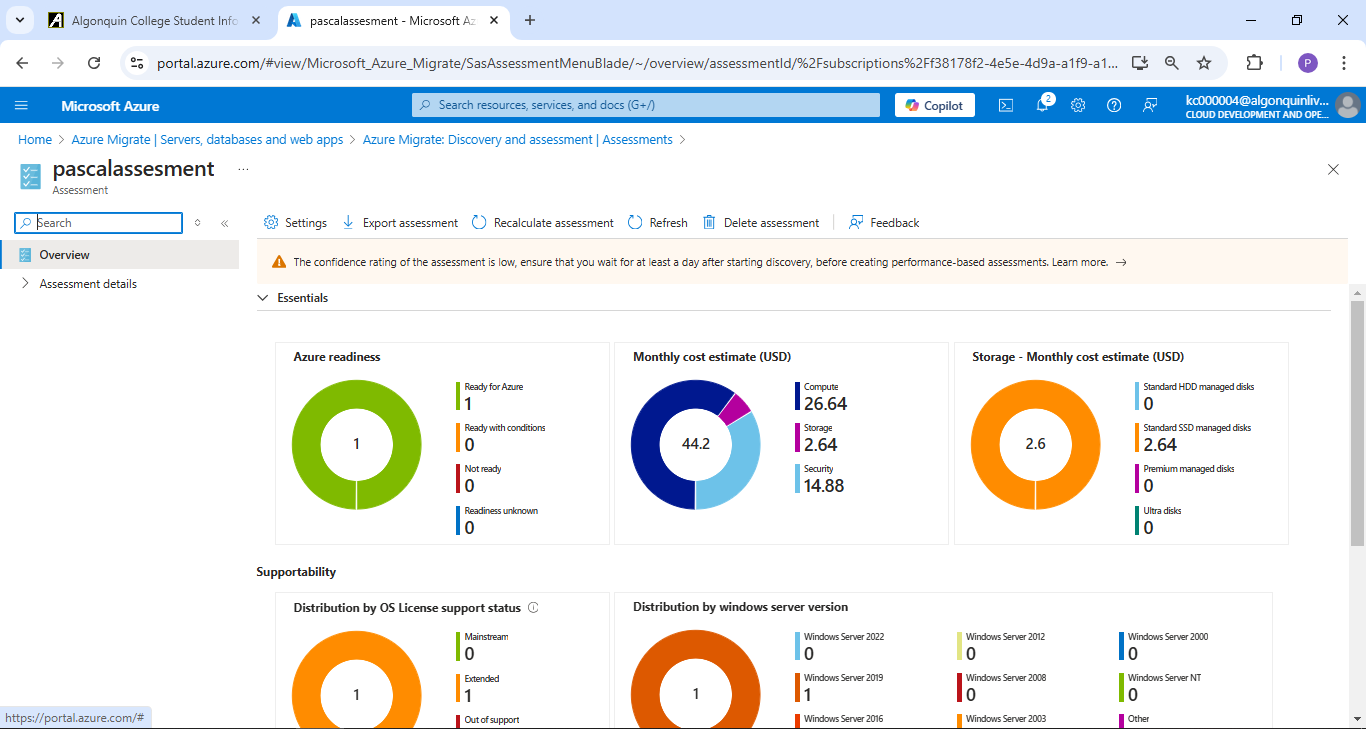 Algonquin College Student Info
pascalassesment - Microsoft Az
portal.azure.com/#view/Microsoft_Azure_Migrate/SasAssessmentMenuBlade/~/overview/assessmentId/%2Fsubscriptions%2Ff38178f2-4e5e-4d9a-a1f9-a1...
P
Microsoft Azure
Search resources, services, and docs (G+/)
Copilot
2
kc000004@algonquinliv...
CLOUD DEVELOPMENT AND OPE...
Home > Azure Migrate | Servers, databases and web apps > Azure Migrate: Discovery and assessment | Assessments >
pascalassesment ...
Assessment
Search
Settings Export assessment Recalculate assessment Refresh Delete assessment Feedback
Overview
Assessment details
The confidence rating of the assessment is low, ensure that you wait for at least a day after starting discovery, before creating performance-based assessments. Learn more. →
Essentials
Azure readiness
1
Ready for Azure
1
Ready with conditions
0
Not ready
0
Readiness unknown
0
Monthly cost estimate (USD)
44.2
Compute
26.64
Storage
2.64
Security
14.88
Storage - Monthly cost estimate (USD)
2.6
Standard HDD managed disks
0
Standard SSD managed disks
2.64
Premium managed disks
0
Ultra disks
0
Supportability
Distribution by OS License support status
1
Mainstream
0
Extended
1
Out of support
Distribution by windows server version
1
Windows Server 2022
0
Windows Server 2019
1
Windows Server 2016
Windows Server 2012
0
Windows Server 2008
0
Windows Server 2003
Windows Server 2000
0
Windows Server NT
0
Other
https://portal.azure.com/#